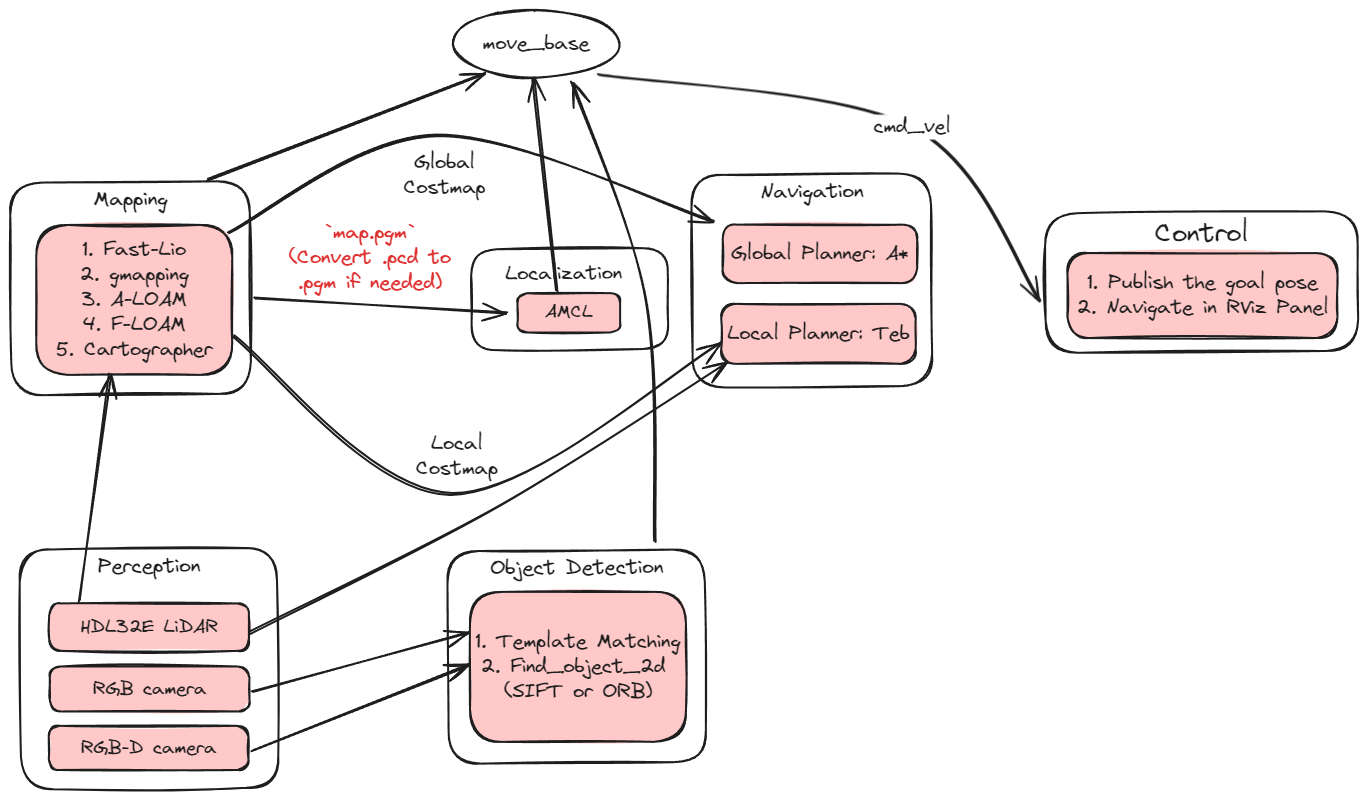 move_base
cmd_vel
Mapping
1. Fast-Lio
2. gmapping
3. A-LOAM
4. F-LOAM
5. Cartographer
Global
Costmap
`map.pgm`
(Convert .pcd to
.pgm if needed)
Localization
AMCL
Navigation
Global Planner: A*
Local Planner: Teb
Control
1. Publish the goal pose
2. Navigate in RViz Panel
Local
Costmap
Perception
HDL32E LiDAR
RGB camera
RGB-D camera
Object Detection
1. Template Matching
2. Find_object_2d
(SIFT or ORB)